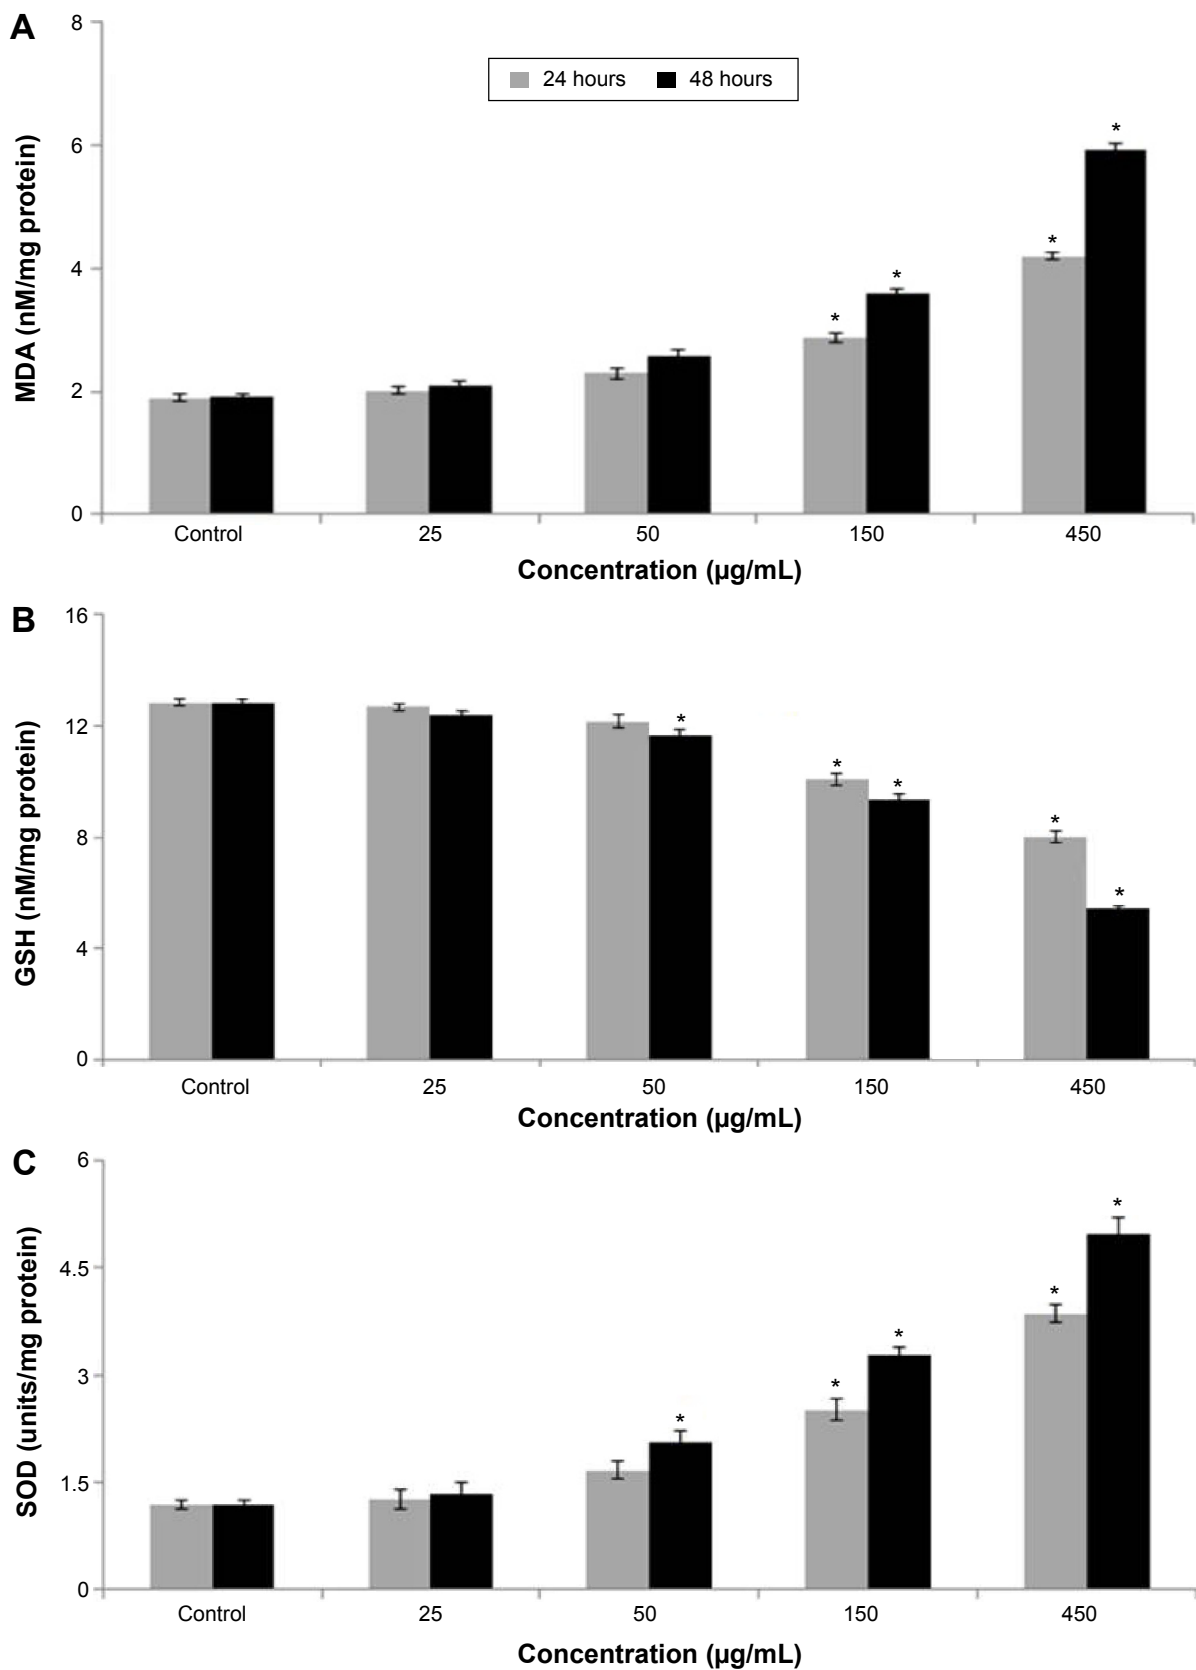 A
8
24 hours 48 hours
6
4
2
0
MDA (nM/mg protein)
* * * *
Control 25 50 150 450
Concentration (µg/mL)
B
16
12
8
4
0
GSH (nM/mg protein)
* * * * *
Control 25 50 150 450
Concentration (µg/mL)
C
6
4.5
3
1.5
0
SOD (units/mg protein)
* * * * *
Control 25 50 150 450
Concentration (µg/mL)